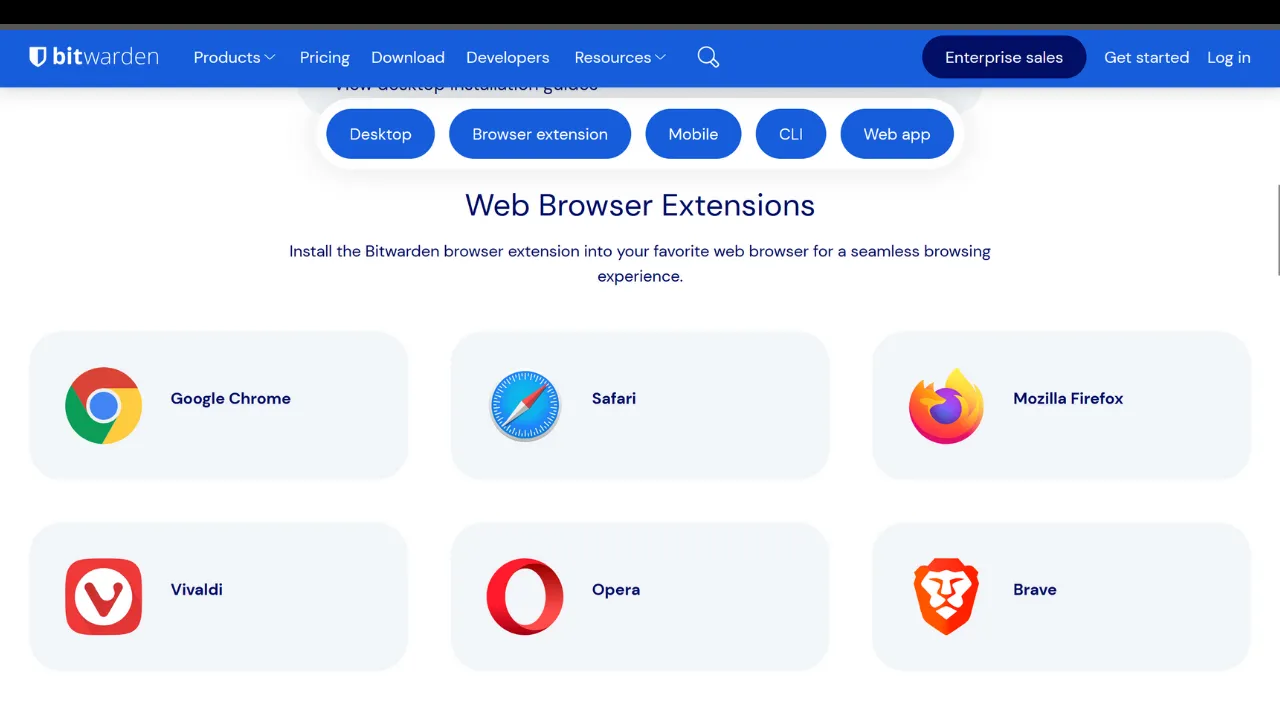 bitwarden Products Pricing Download Developers Resources Enterprise sales Get started Log in
View desktop installation guides
Desktop Browser extension Mobile CLI Web app
Web Browser Extensions
Install the Bitwarden browser extension into your favorite web browser for a seamless browsing
experience.
Google Chrome Safari Mozilla Firefox
Vivaldi Opera Brave